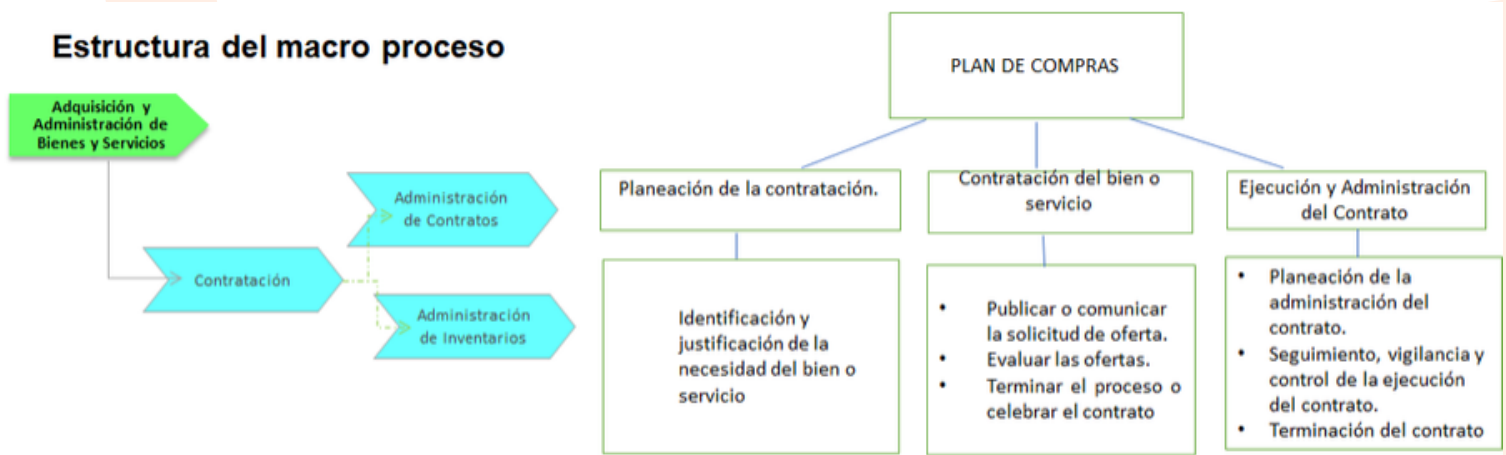 Estructura del macro proceso
Adquisición y
Administración de
Bienes y Servicios
Contratación
Administración
de Contratos
Administración
de Inventarios
PLAN DE COMPRAS
Planeación de la contratación.
Identificación y
justificación de la
necesidad del bien o
servicio
Contratación del bien o
servicio
• Publicar o comunicar
la solicitud de oferta.
• Evaluar las ofertas.
• Terminar el proceso o
celebrar el contrato
Ejecución y Administración
del Contrato
• Planeación de la
administración del
contrato.
• Seguimiento, vigilancia y
control de la ejecución
del contrato.
• Terminación del contrato